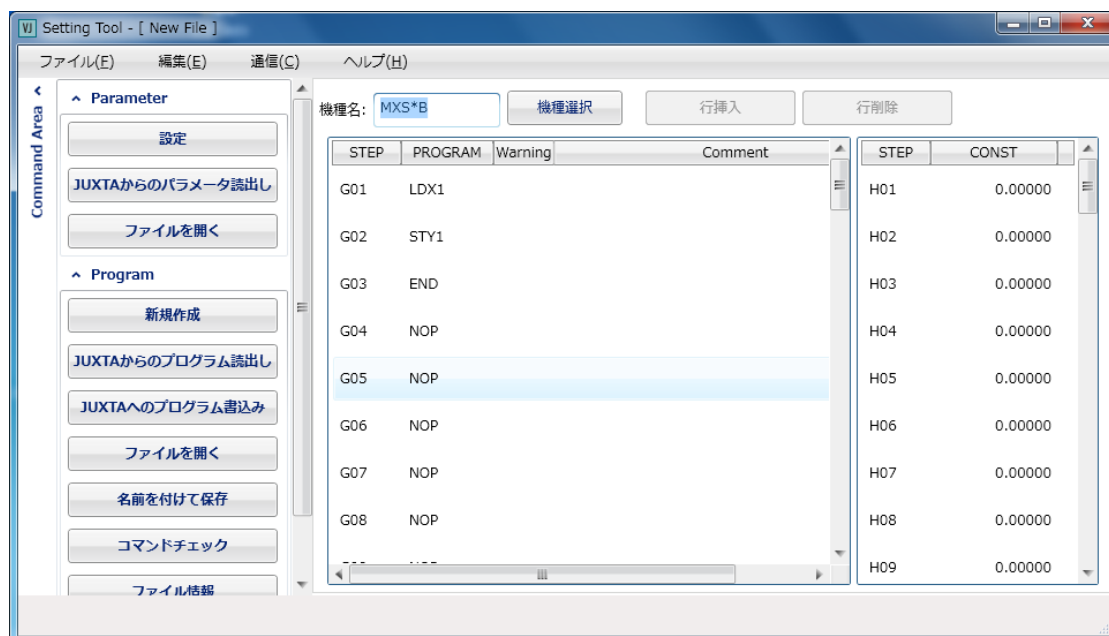 VJ Setting Tool - [ New File ]
ファイル(F) 編集(E) 通信(C) ヘルプ(H)
Command Area
Parameter
設定
JUXTAからのパラメータ読出し
ファイルを開く
Program
新規作成
JUXTAからのプログラム読出し
JUXTAへのプログラム書込み
ファイルを開く
名前を付けて保存
コマンドチェック
ファイル情報
機種名: MXS*B 機種選択 行挿入 行削除
STEP PROGRAM Warning Comment
G01 LDX1
G02 STY1
G03 END
G04 NOP
G05 NOP
G06 NOP
G07 NOP
G08 NOP
STEP CONST
H01 0.00000
H02 0.00000
H03 0.00000
H04 0.00000
H05 0.00000
H06 0.00000
H07 0.00000
H08 0.00000
H09 0.00000